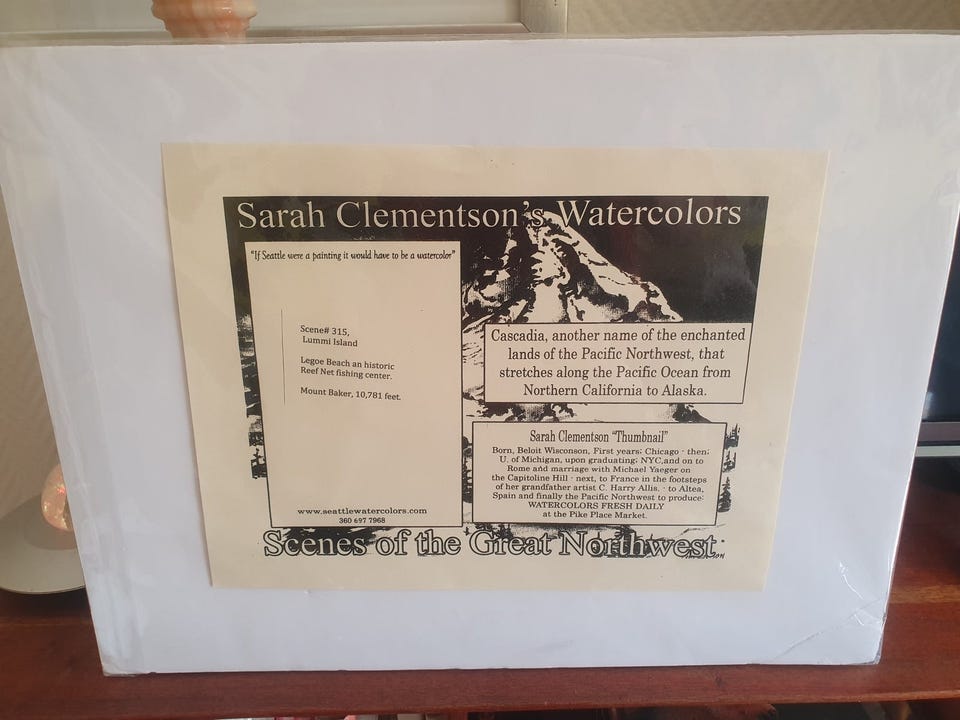 Sarah Clementson's Watercolors
"If Seattle were a painting it would have to be a watercolor"
Scene# 315,
Lummi Island
Legoe Beach an historic
Reef Net fishing center.
Mount Baker, 10,781 feet.
www.seattlewatercolors.com
360 697 7968
Cascadia, another name of the enchanted
lands of the Pacific Northwest, that
stretches along the Pacific Ocean from
Northern California to Alaska.
Sarah Clementson "Thumbnail"
Born, Beloit Wisconson, First years; Chicago - then;
U. of Michigan, upon graduating; NYC,and on to
Rome and marriage with Michael Yaeger on
the Capitoline Hill - next, to France in the footsteps
of her grandfather artist C. Harry Allis. - to Altea,
Spain and finally the Pacific Northwest to produce:
WATERCOLORS FRESH DAILY
at the Pike Place Market.
Scenes of the Great Northwest